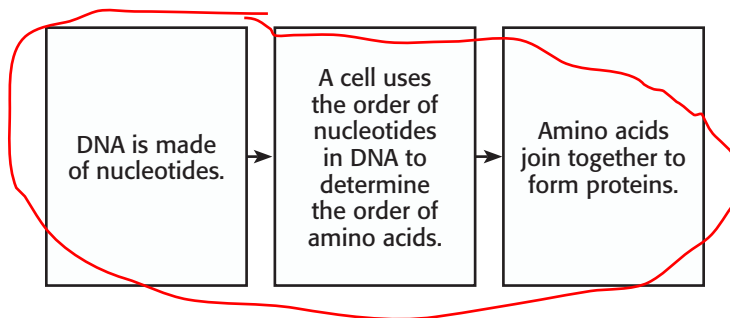 DNA is made
of nucleotides.
A cell uses
the order of
nucleotides
in DNA to
determine
the order of
amino acids.
Amino acids
join together to
form proteins.